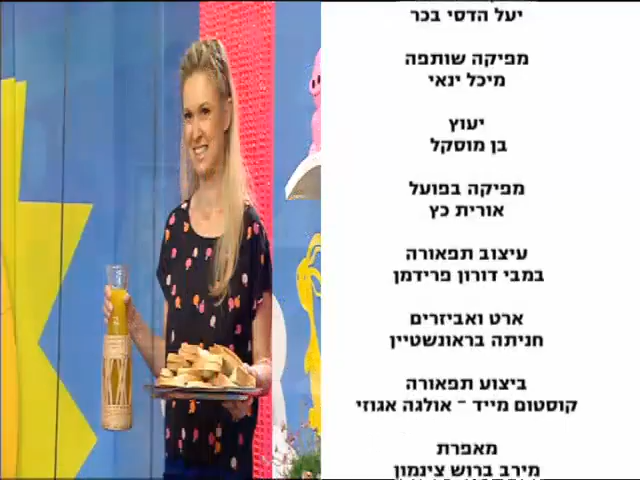 יעל הדסי בכר
מפיקה שותפה
מיכל ינאי
יעוץ
בן מוסקל
מפיקה בפועל
אורית כץ
עיצוב תפאורה
במבי דורון פרידמן
ארט ואביזרים
חניתה בראונשטיין
ביצוע תפאורה
קוסטום מייד - אולגה אגוזי
מאפרת
מירב ברוש צינמון